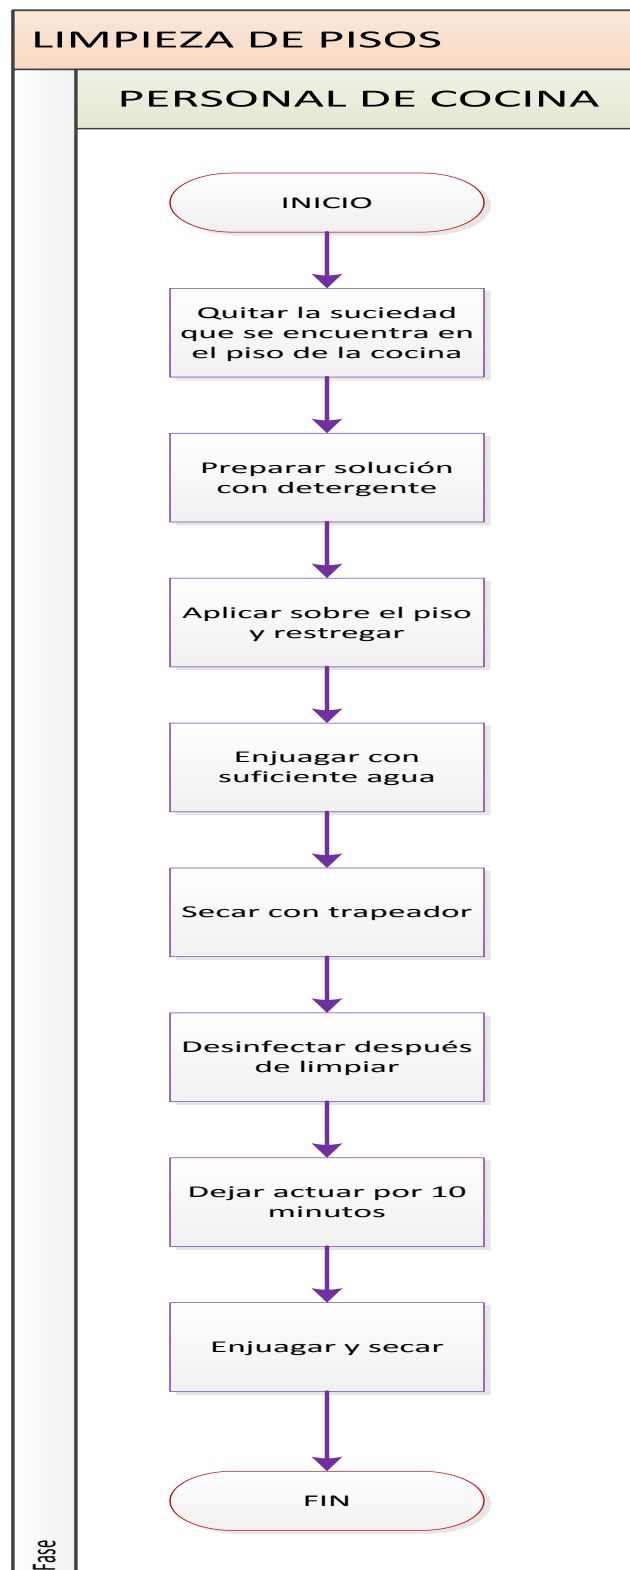 LIMPIEZA DE PISOS
PERSONAL DE COCINA
INICIO
Quitar la suciedad
que se encuentra en
el piso de la cocina
Preparar solución
con detergente
Aplicar sobre el piso
y restregar
Enjuagar con
suficiente agua
Secar con trapeador
Desinfectar después
de limpiar
Dejar actuar por 10
minutos
Enjuagar y secar
FIN
Fase